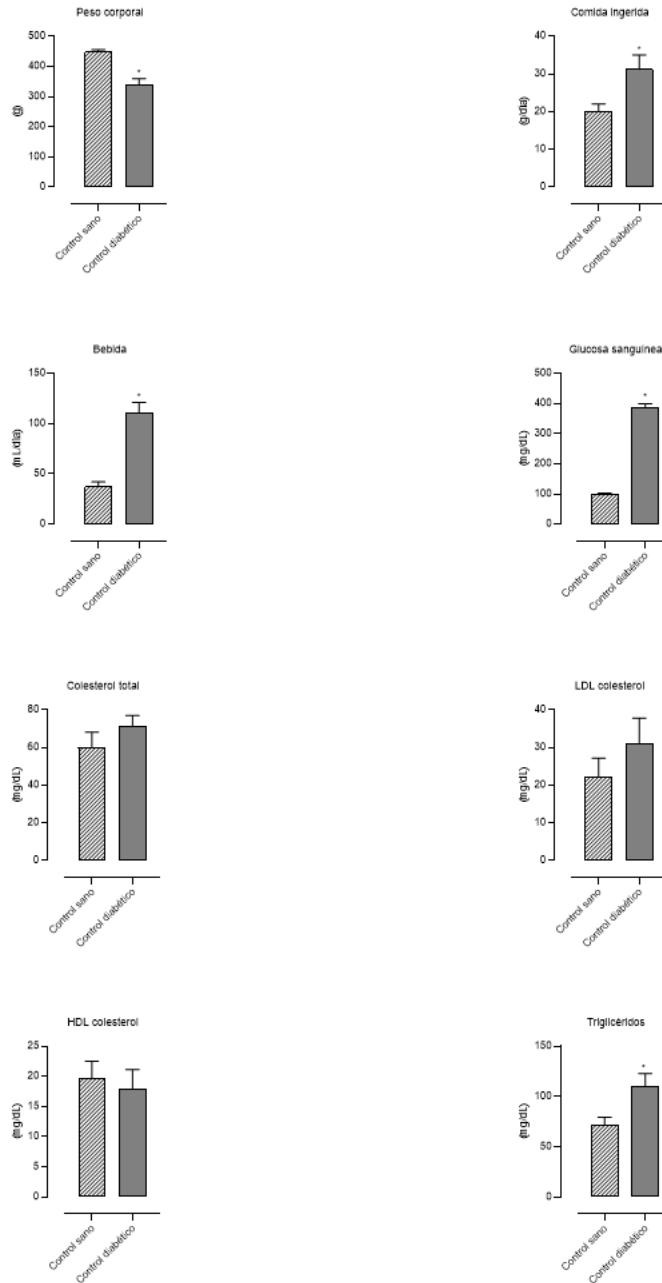 Peso corporal
500
400
300
200
100
0
(g)
*
Control sano
Control diabético
Comida ingerida
40
30
20
10
0
(g/día)
*
Control sano
Control diabético
Bebida
150
100
50
0
(mL/día)
*
Control sano
Control diabético
Glucosa sanguínea
500
400
300
200
100
0
(mg/dL)
*
Control sano
Control diabético
Colesterol total
80
60
40
20
0
(mg/dL)
Control sano
Control diabético
LDL colesterol
40
30
20
10
0
(mg/dL)
Control sano
Control diabético
HDL colesterol
25
20
15
10
5
0
(mg/dL)
Control sano
Control diabético
Triglicéridos
150
100
50
0
(mg/dL)
*
Control sano
Control diabético